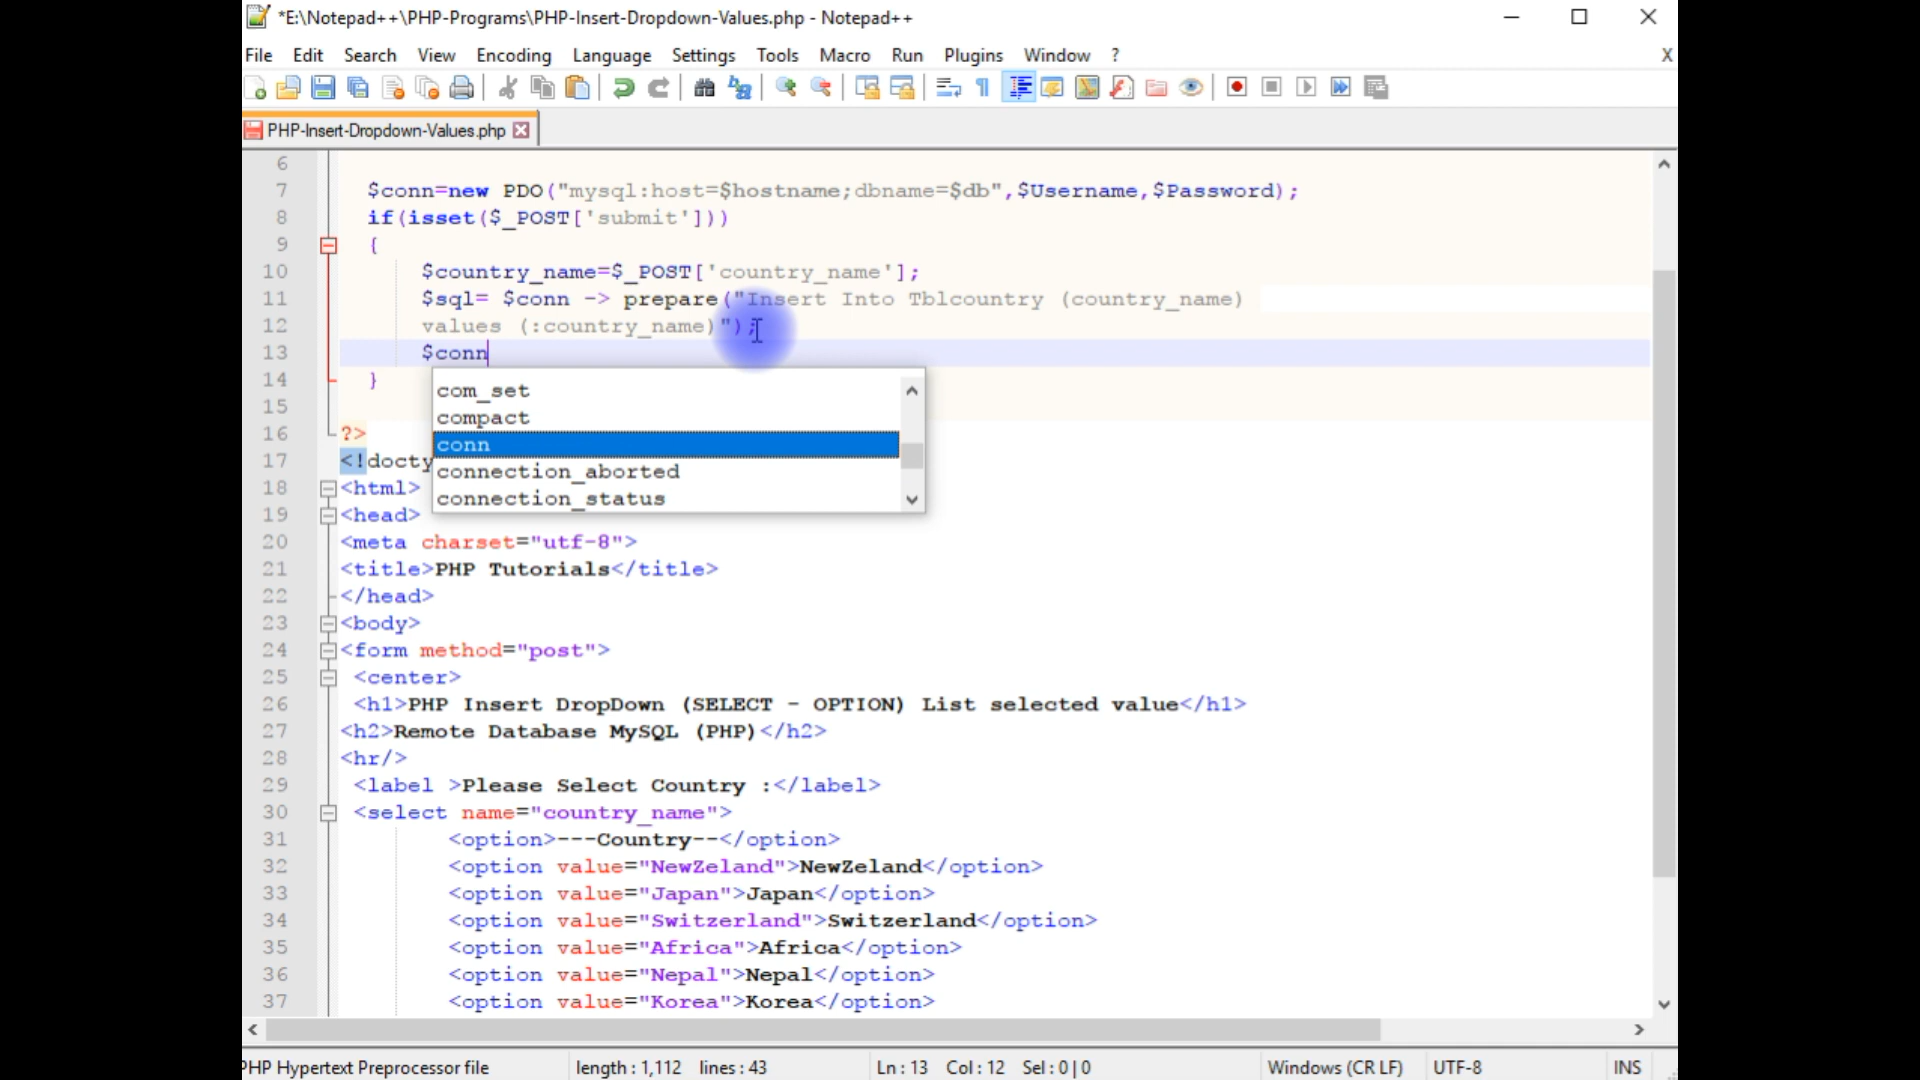 *E:\Notepad++\PHP-Programs\PHP-Insert-Dropdown-Values.php - Notepad++
File Edit Search View Encoding Language Settings Tools Macro Run Plugins Window ? X
PHP-Insert-Dropdown-Values.php
6
7 $conn=new PDO("mysql:host=$hostname;dbname=$db",$Username,$Password);
8 if(isset($_POST['submit']))
9 {
10 $country_name=$_POST['country_name'];
11 $sql= $conn -> prepare("Insert Into Tblcountry (country_name)
12 values (:country_name)");
13 $conn
14 }
com_set
15
compact
16 ?>
conn
17 <!docty
connection_aborted
18 <html>
connection_status
19 <head>
20 <meta charset="utf-8">
21 <title>PHP Tutorials</title>
22 </head>
23 <body>
24 <form method="post">
25 <center>
26 <h1>PHP Insert DropDown (SELECT - OPTION) List selected value</h1>
27 <h2>Remote Database MySQL (PHP)</h2>
28 <hr/>
29 <label >Please Select Country :</label>
30 <select name="country_name">
31 <option>---Country--</option>
32 <option value="NewZeland">NewZeland</option>
33 <option value="Japan">Japan</option>
34 <option value="Switzerland">Switzerland</option>
35 <option value="Africa">Africa</option>
36 <option value="Nepal">Nepal</option>
37 <option value="Korea">Korea</option>
PHP Hypertext Preprocessor file length : 1,112 lines : 43 Ln : 13 Col : 12 Sel : 0 | 0 Windows (CR LF) UTF-8 INS